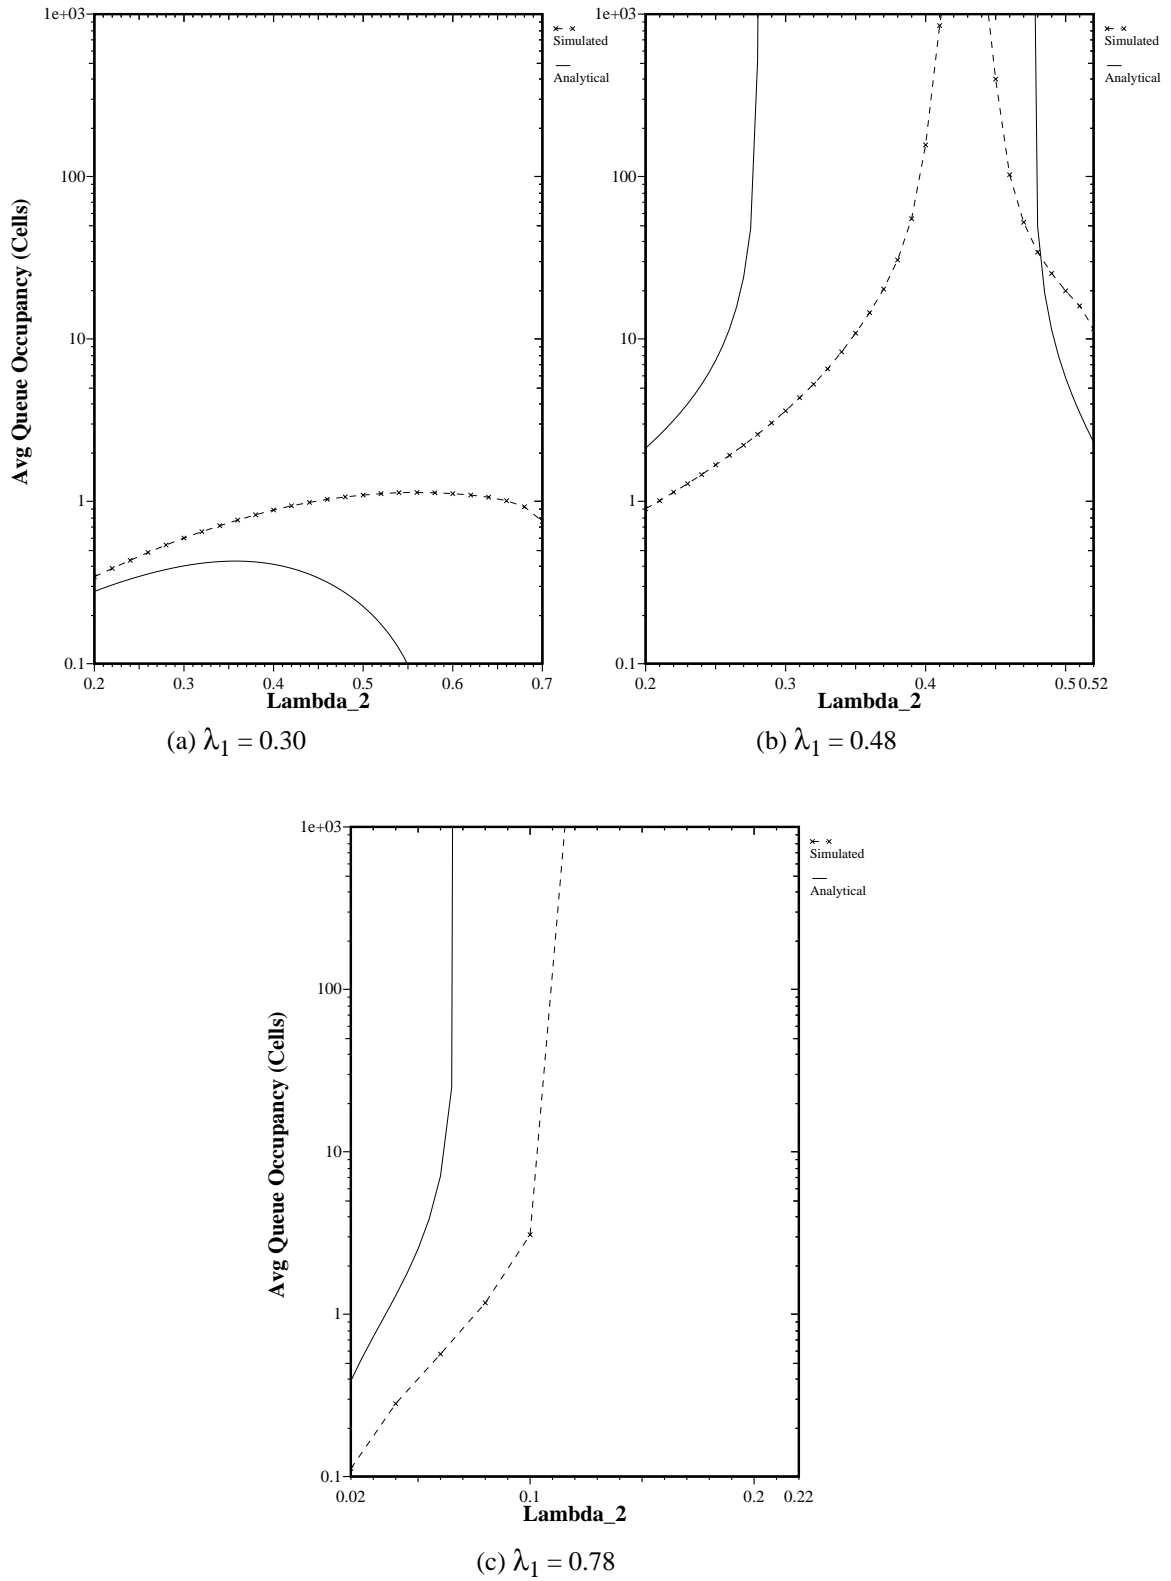 1e+03
100
10
1
0.1
Avg Queue Occupancy (Cells)
0.2 0.3 0.4 0.5 0.6 0.7
Lambda_2
Simulated
Analytical
(a) λ1 = 0.30
1e+03
100
10
1
0.1
0.2 0.3 0.4 0.5 0.52
Lambda_2
Simulated
Analytical
(b) λ1 = 0.48
1e+03
100
10
1
0.1
Avg Queue Occupancy (Cells)
0.02 0.1 0.2 0.22
Lambda_2
Simulated
Analytical
(c) λ1 = 0.78